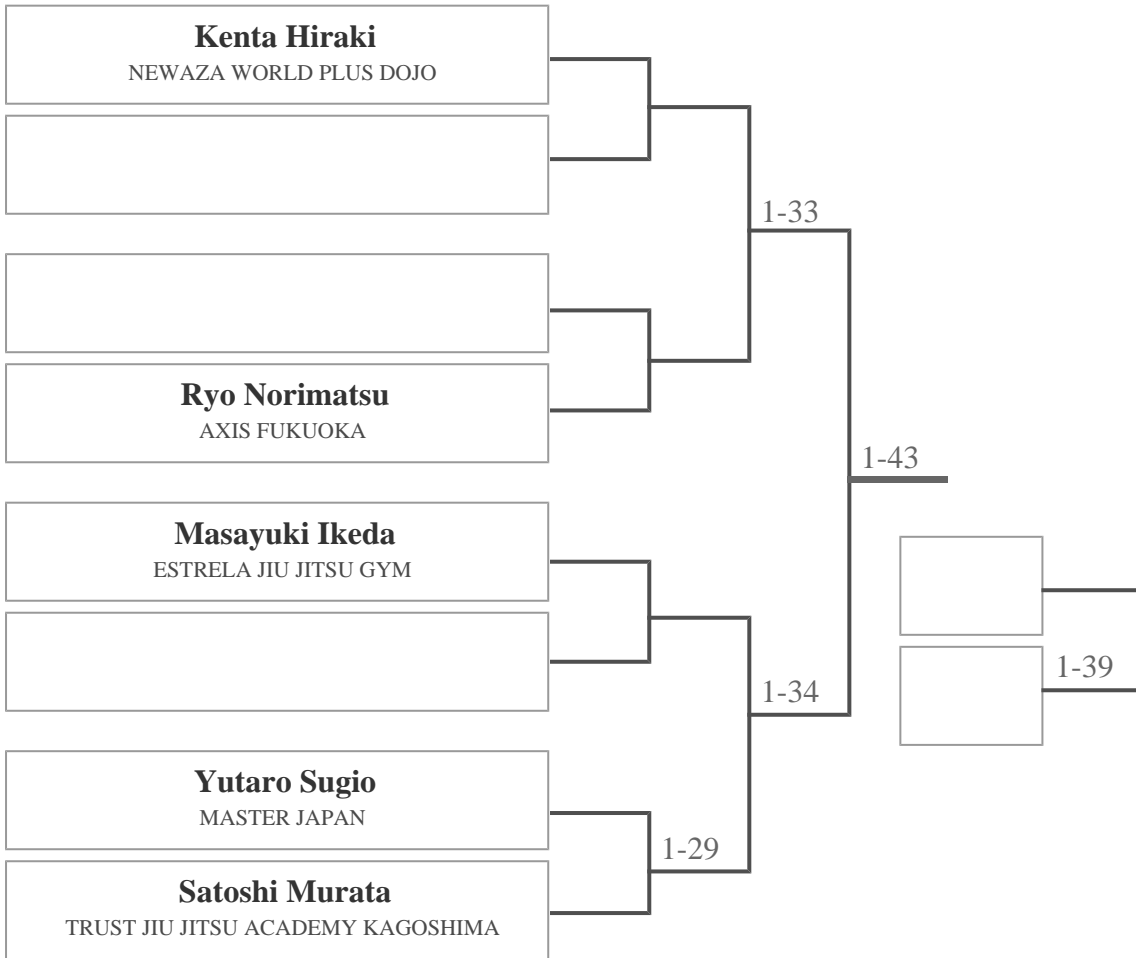 Kenta Hiraki
NEWAZA WORLD PLUS DOJO
1-33
Ryo Norimatsu
AXIS FUKUOKA
1-43
Masayuki Ikeda
ESTRELA JIU JITSU GYM
1-39
1-34
Yutaro Sugio
MASTER JAPAN
1-29
Satoshi Murata
TRUST JIU JITSU ACADEMY KAGOSHIMA